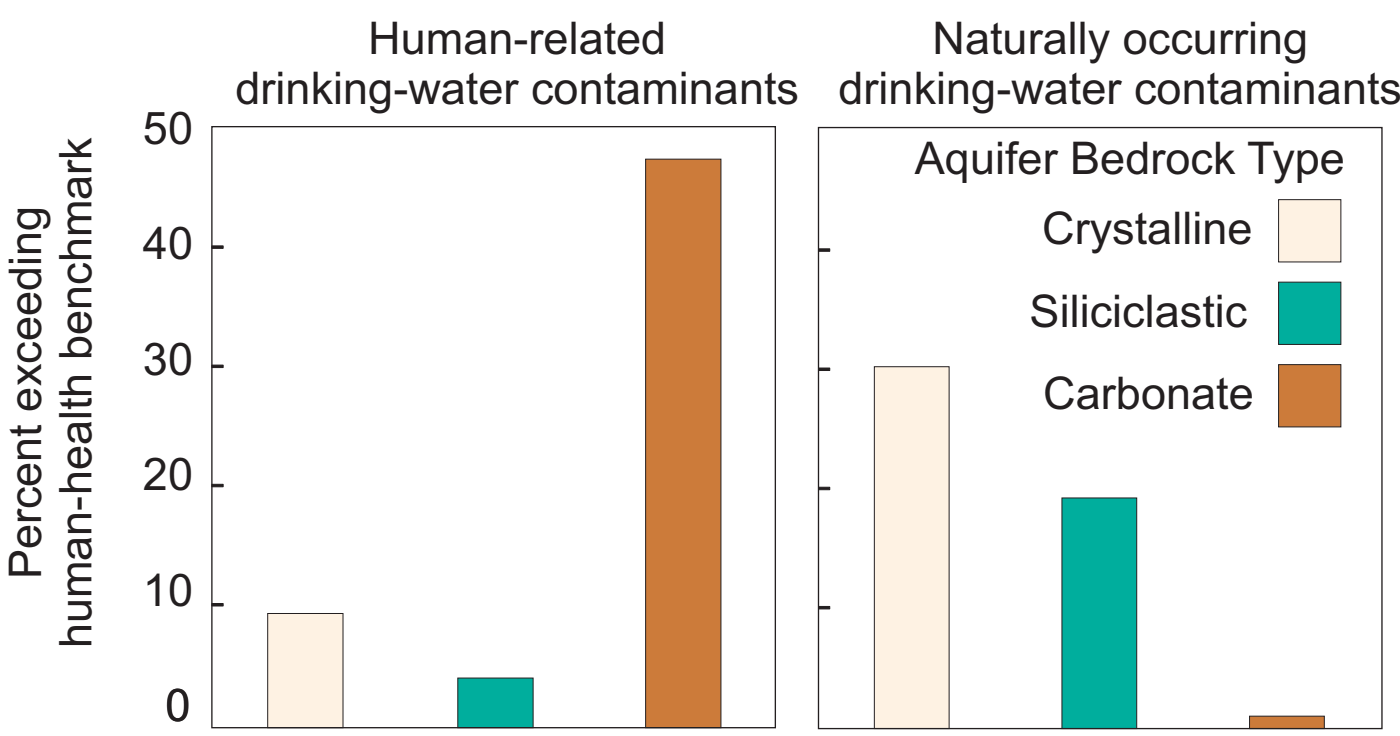 Human-related
drinking-water contaminants
Naturally occurring
drinking-water contaminants
Percent exceeding
human-health benchmark
50
40
30
20
10
0
Aquifer Bedrock Type
Crystalline
Siliciclastic
Carbonate